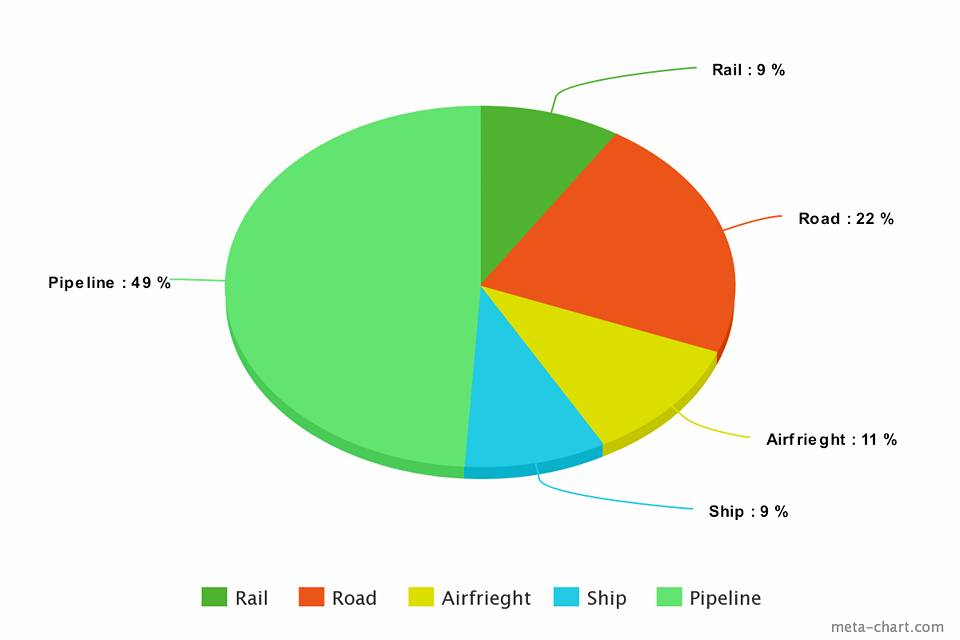 Rail : 9 %
Road : 22 %
Pipeline : 49 %
Airfrieght : 11 %
Ship : 9 %
Rail Road Airfrieght Ship Pipeline
meta-chart.com